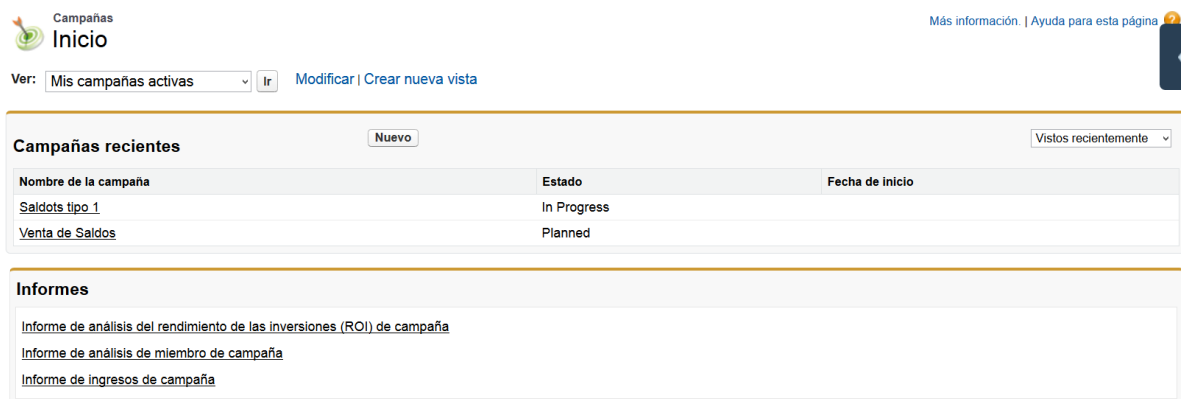 Campañas
Inicio
Más información. | Ayuda para esta página ?
Ver: Mis campañas activas Ir Modificar | Crear nueva vista
Campañas recientes Nuevo Vistos recientemente
Nombre de la campaña Estado Fecha de inicio
Saldots tipo 1 In Progress
Venta de Saldos Planned
Informes
Informe de análisis del rendimiento de las inversiones (ROI) de campaña
Informe de análisis de miembro de campaña
Informe de ingresos de campaña